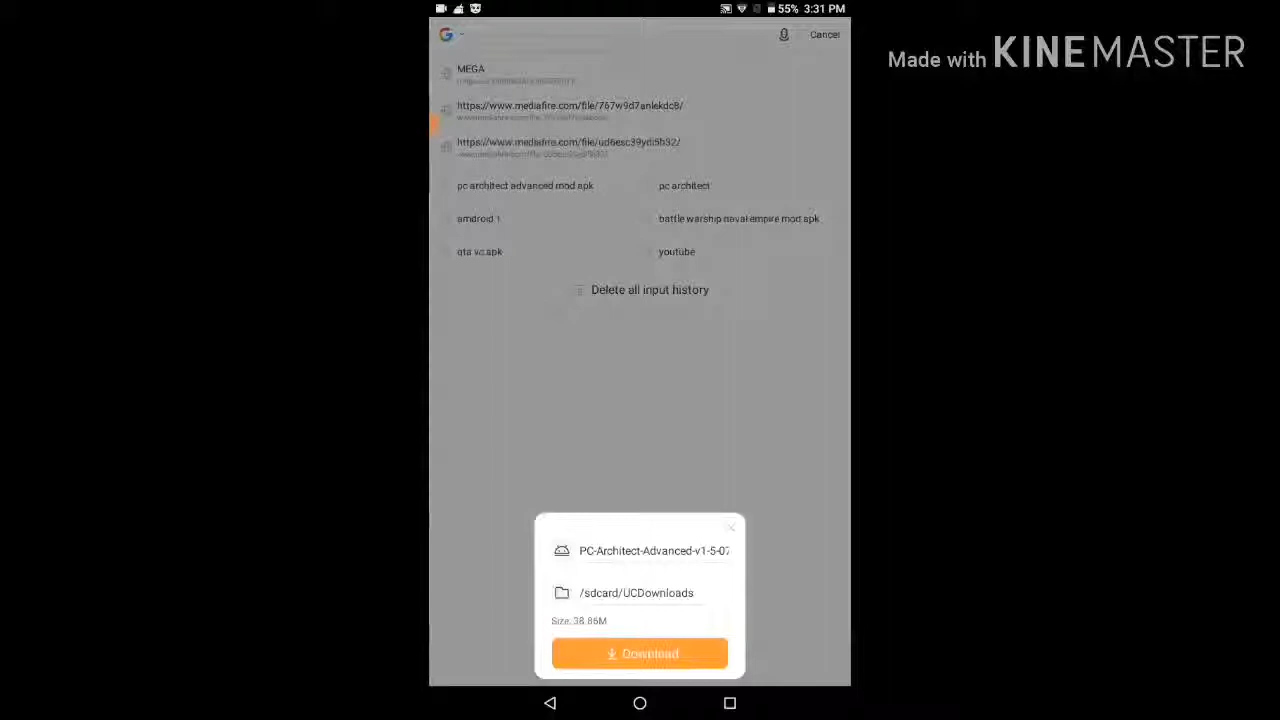 55% 3:31 PM
Made with KINEMASTER
Cancel
MEGA
https://www.mediafire.com/file/767w9d7anlekdc8/
https://www.mediafire.com/file/ud6esc39ydi5b32/
pc architect advanced mod apk
pc architect
android 1
battle warship naval empire mod apk
gta vc apk
youtube
Delete all input history
PC-Architect-Advanced-v1-5-07
/sdcard/UCDownloads
Size: 38.86M
Download